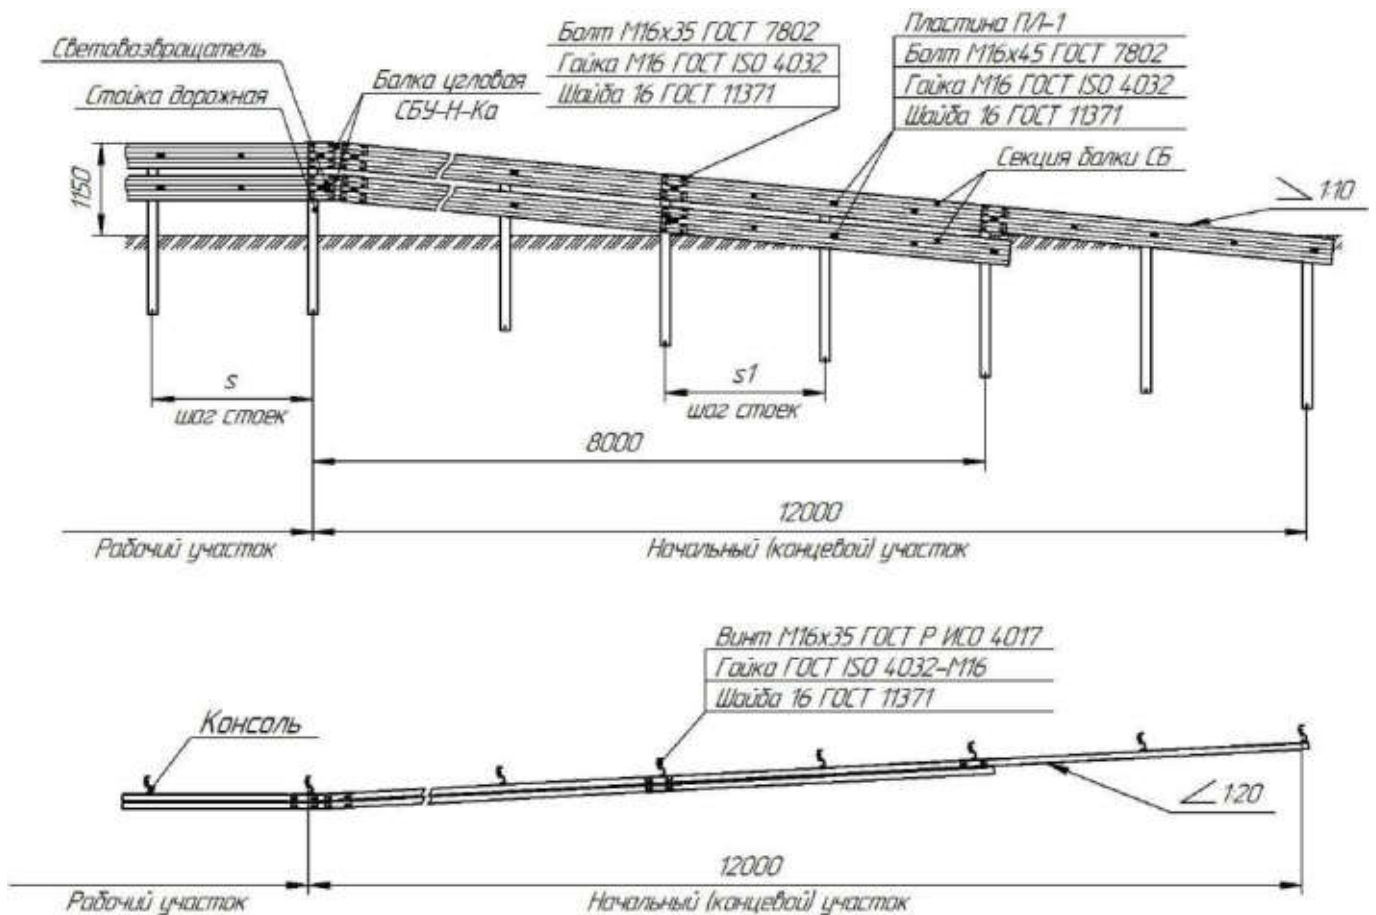 Световозвращатель
Стойка дорожная
Балка угловая
СБУ-Н-Ка
Болт М16х35 ГОСТ 7802
Гайка М16 ГОСТ ISO 4032
Шайба 16 ГОСТ 11371
Пластина ПЛ-1
Болт М16х45 ГОСТ 7802
Гайка М16 ГОСТ ISO 4032
Шайба 16 ГОСТ 11371
Секция балки СБ
1:10
1150
s
шаг стоек
s1
шаг стоек
8000
12000
Рабочий участок
Начальный (концевой) участок
Винт М16х35 ГОСТ Р ИСО 4017
Гайка ГОСТ ISO 4032-М16
Шайба 16 ГОСТ 11371
Консоль
1:20
12000
Рабочий участок
Начальный (концевой) участок